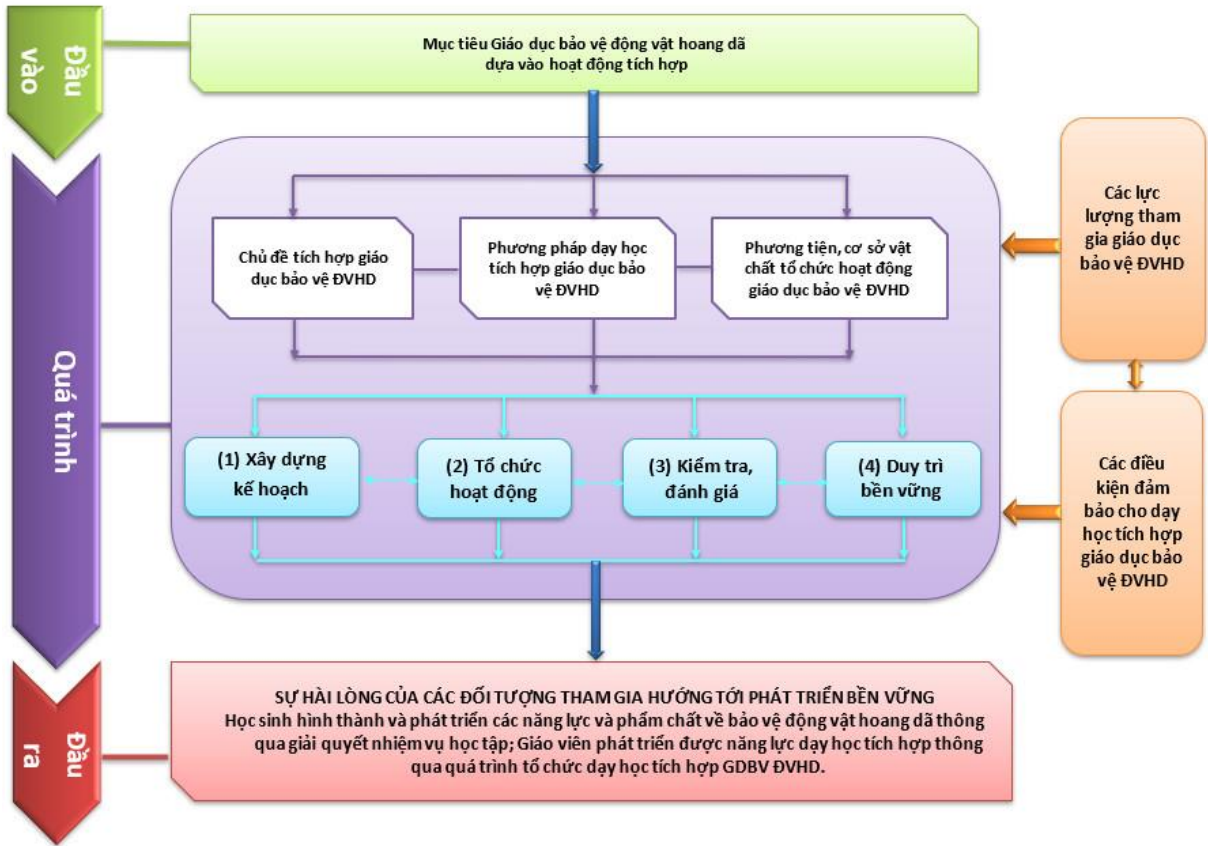 Đầu
vào
Mục tiêu Giáo dục bảo vệ động vật hoang dã
dựa vào hoạt động tích hợp
Quá trình
Chủ đề tích hợp giáo
dục bảo vệ ĐVHD
Phương pháp dạy học
tích hợp giáo dục bảo
vệ ĐVHD
Phương tiện, cơ sở vật
chất tổ chức hoạt động
giáo dục bảo vệ ĐVHD
Các lực
lượng tham
gia giáo dục
bảo vệ ĐVHD
(1) Xây dựng
kế hoạch
(2) Tổ chức
hoạt động
(3) Kiểm tra,
đánh giá
(4) Duy trì
bền vững
Các điều
kiện đảm
bảo cho dạy
học tích hợp
giáo dục bảo
vệ ĐVHD
Đầu
ra
SỰ HÀI LÒNG CỦA CÁC ĐỐI TƯỢNG THAM GIA HƯỚNG TỚI PHÁT TRIỂN BỀN VỮNG
Học sinh hình thành và phát triển các năng lực và phẩm chất về bảo vệ động vật hoang dã thông
qua giải quyết nhiệm vụ học tập; Giáo viên phát triển được năng lực dạy học tích hợp thông
qua quá trình tổ chức dạy học tích hợp GDBV ĐVHD.